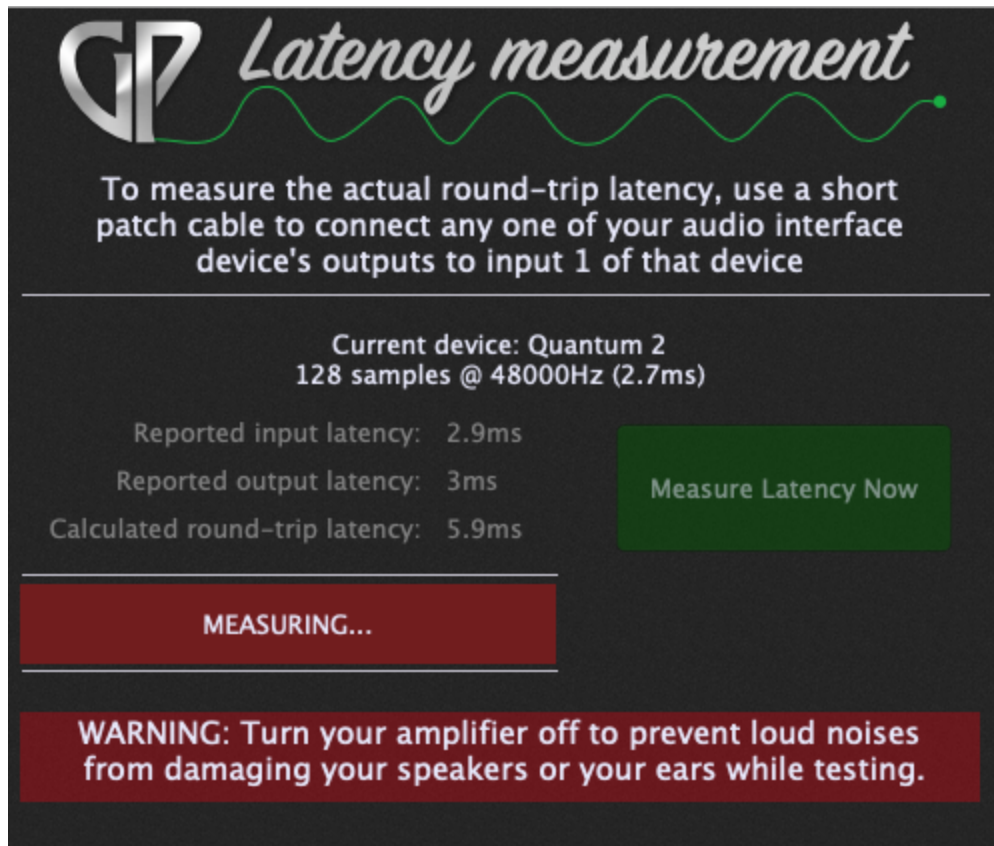 GP Latency measurement
To measure the actual round-trip latency, use a short
patch cable to connect any one of your audio interface
device's outputs to input 1 of that device
Current device: Quantum 2
128 samples @ 48000Hz (2.7ms)
Reported input latency: 2.9ms
Reported output latency: 3ms
Calculated round-trip latency: 5.9ms
Measure Latency Now
MEASURING...
WARNING: Turn your amplifier off to prevent loud noises
from damaging your speakers or your ears while testing.